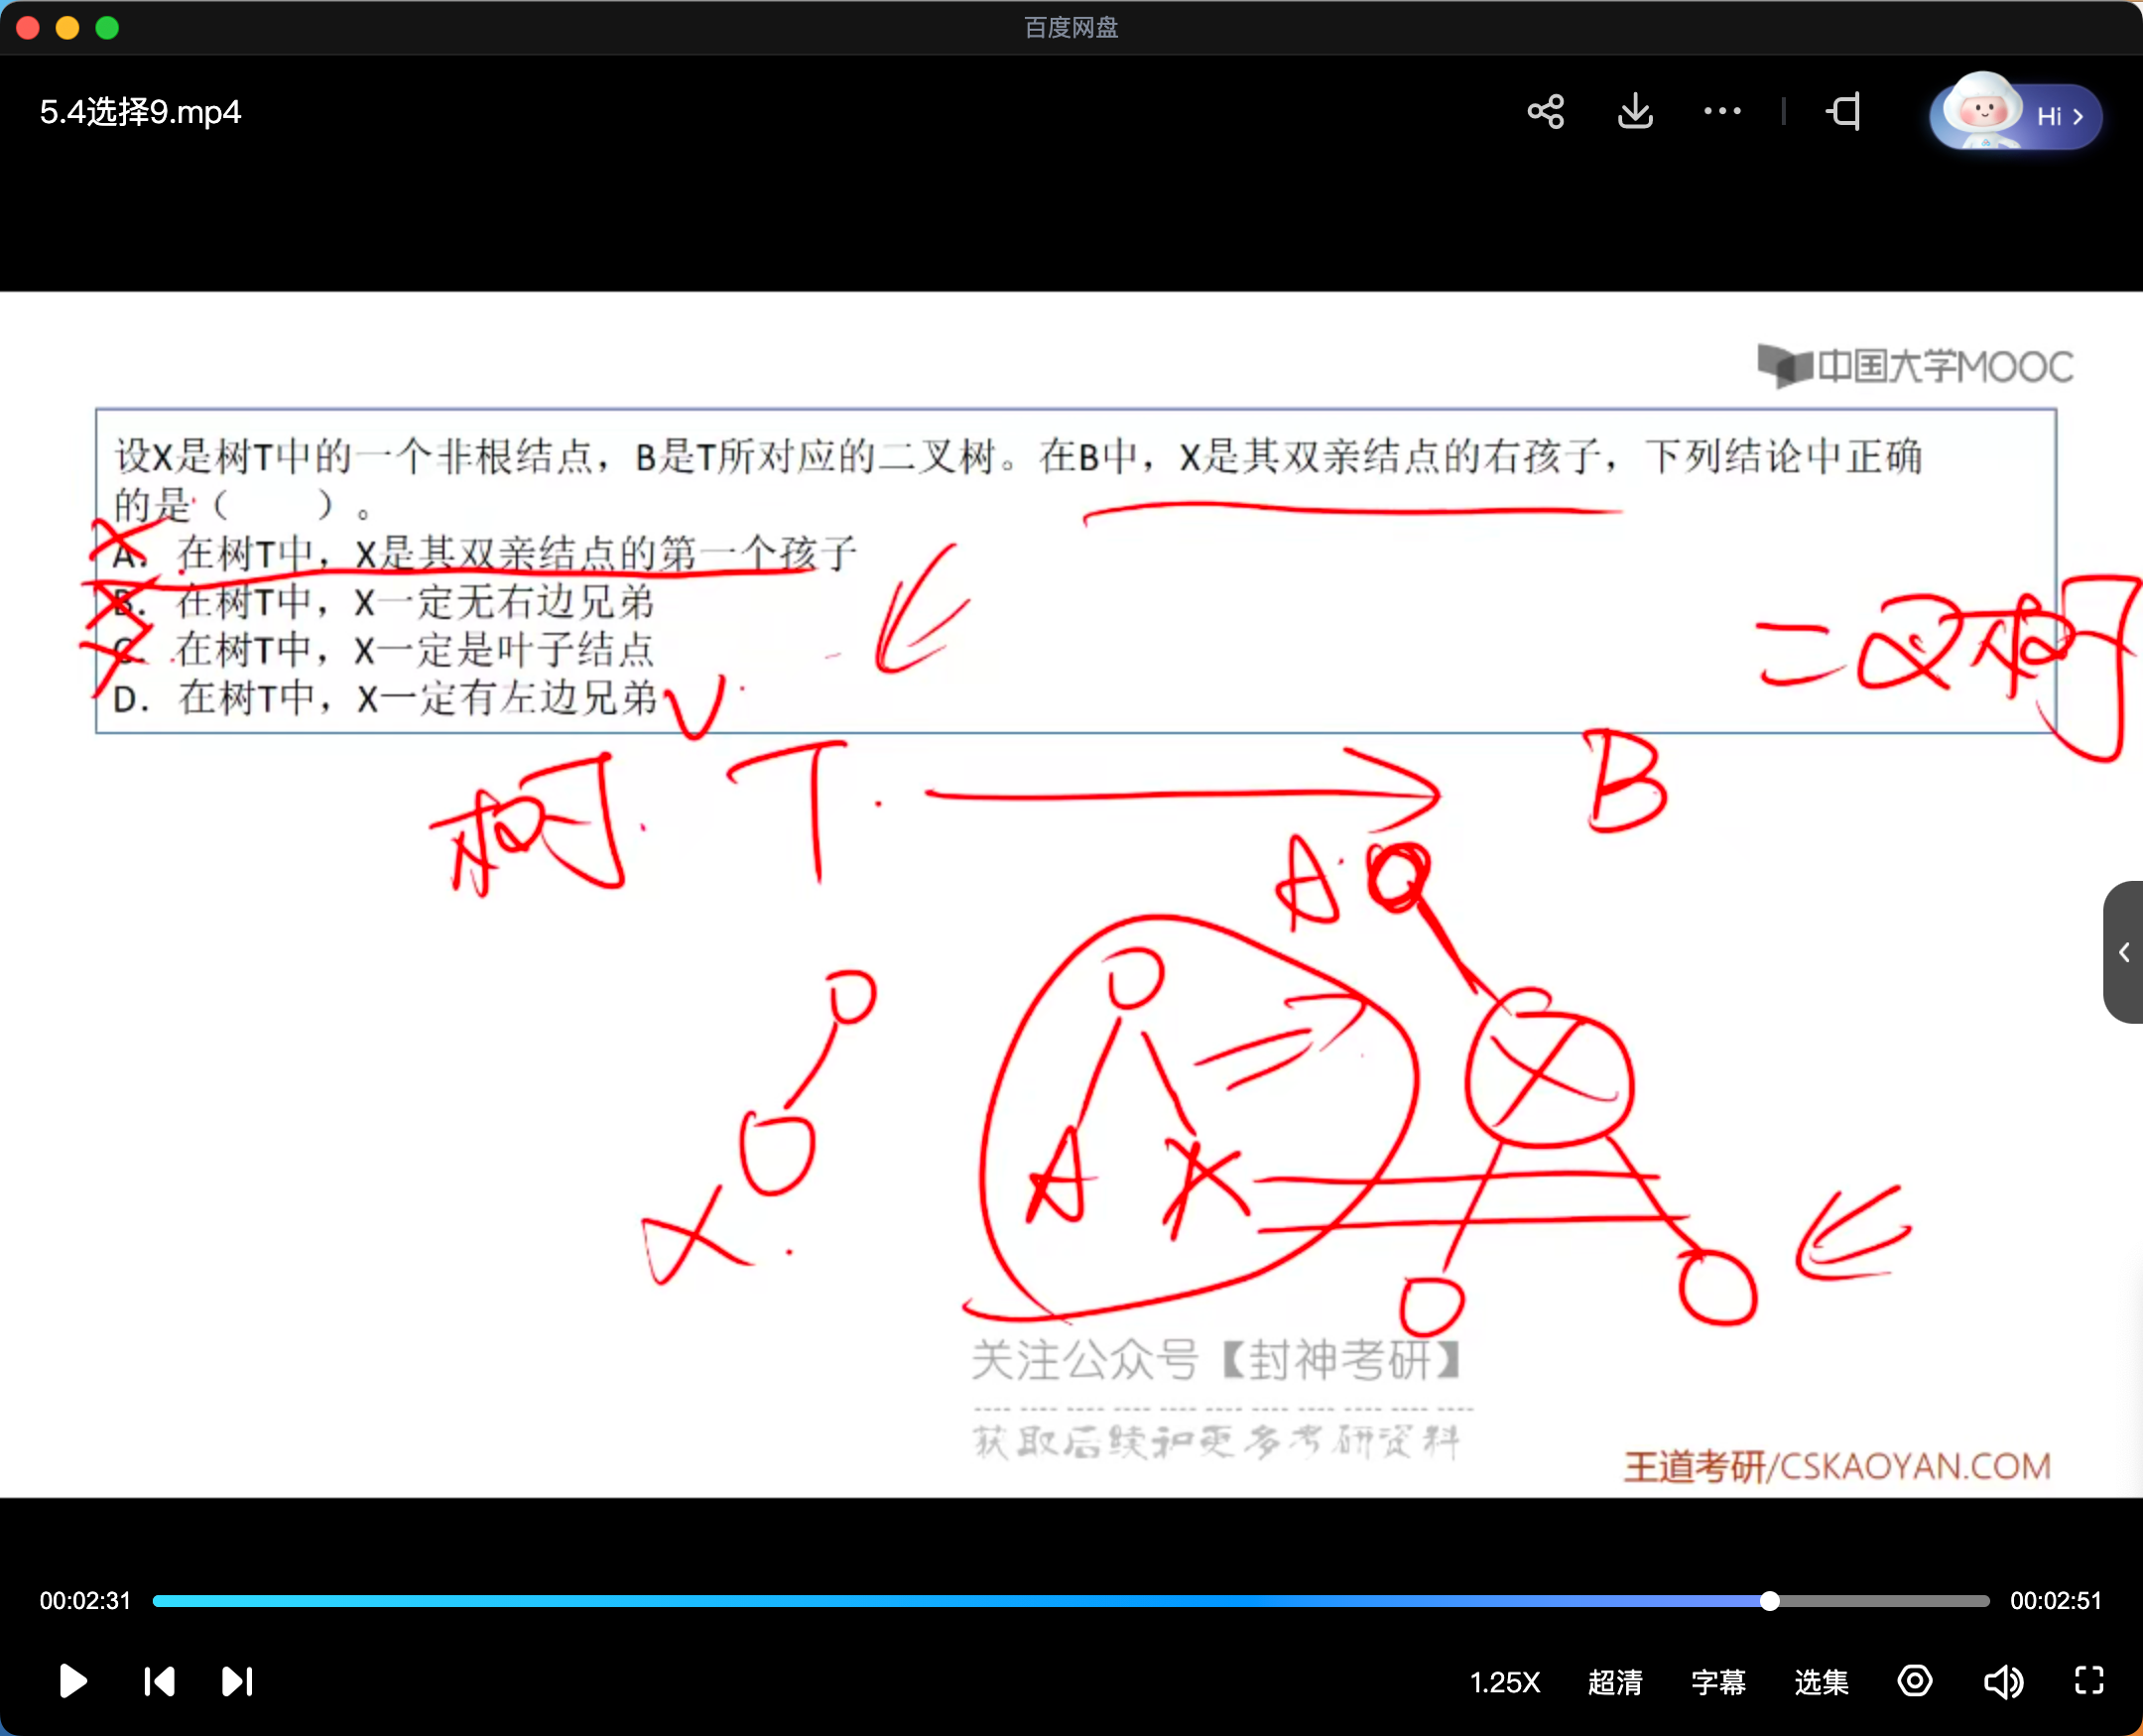 百度网盘
5.4选择9.mp4
Hi
中国大学MOOC
设X是树T中的一个非根结点，B是T所对应的二叉树。在B中，X是其双亲结点的右孩子，下列结论中正确
的是（      ）。
A. 在树T中，X是其双亲结点的第一个孩子
B. 在树T中，X一定无右边兄弟
C. 在树T中，X一定是叶子结点
D. 在树T中，X一定有左边兄弟
二叉树
树 T B
A
A X
X
关注公众号【封神考研】
获取后续和更多考研资料
王道考研/CSKAOYAN.COM
00:02:31
00:02:51
1.25X 超清 字幕 选集